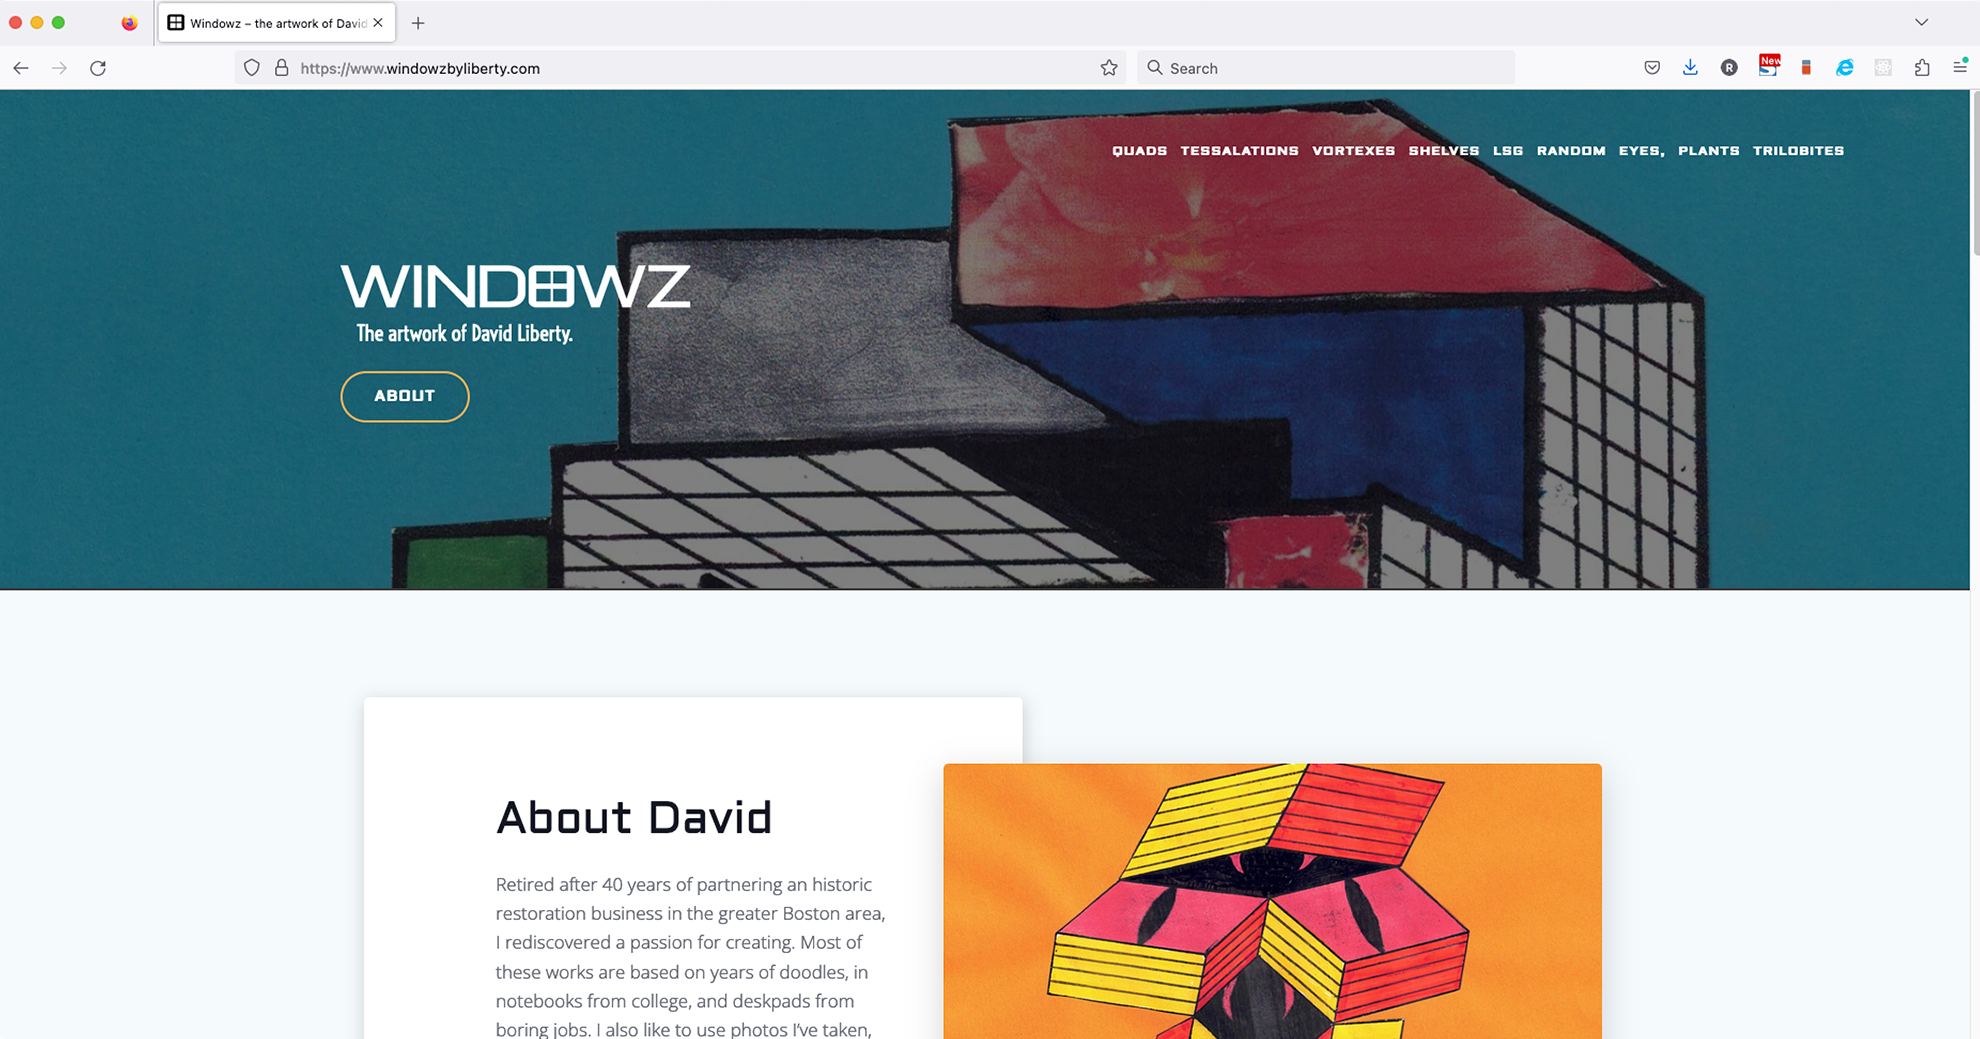 Windowz – the artwork of David
https://www.windowzbyliberty.com
Search
R
New
QUADS TESSALATIONS VORTEXES SHELVES LSG RANDOM EYES, PLANTS TRILOBITES
WINDOWZ
The artwork of David Liberty.
ABOUT
About David
Retired after 40 years of partnering an historic
restoration business in the greater Boston area,
I rediscovered a passion for creating. Most of
these works are based on years of doodles, in
notebooks from college, and deskpads from
boring jobs. I also like to use photos I’ve taken,